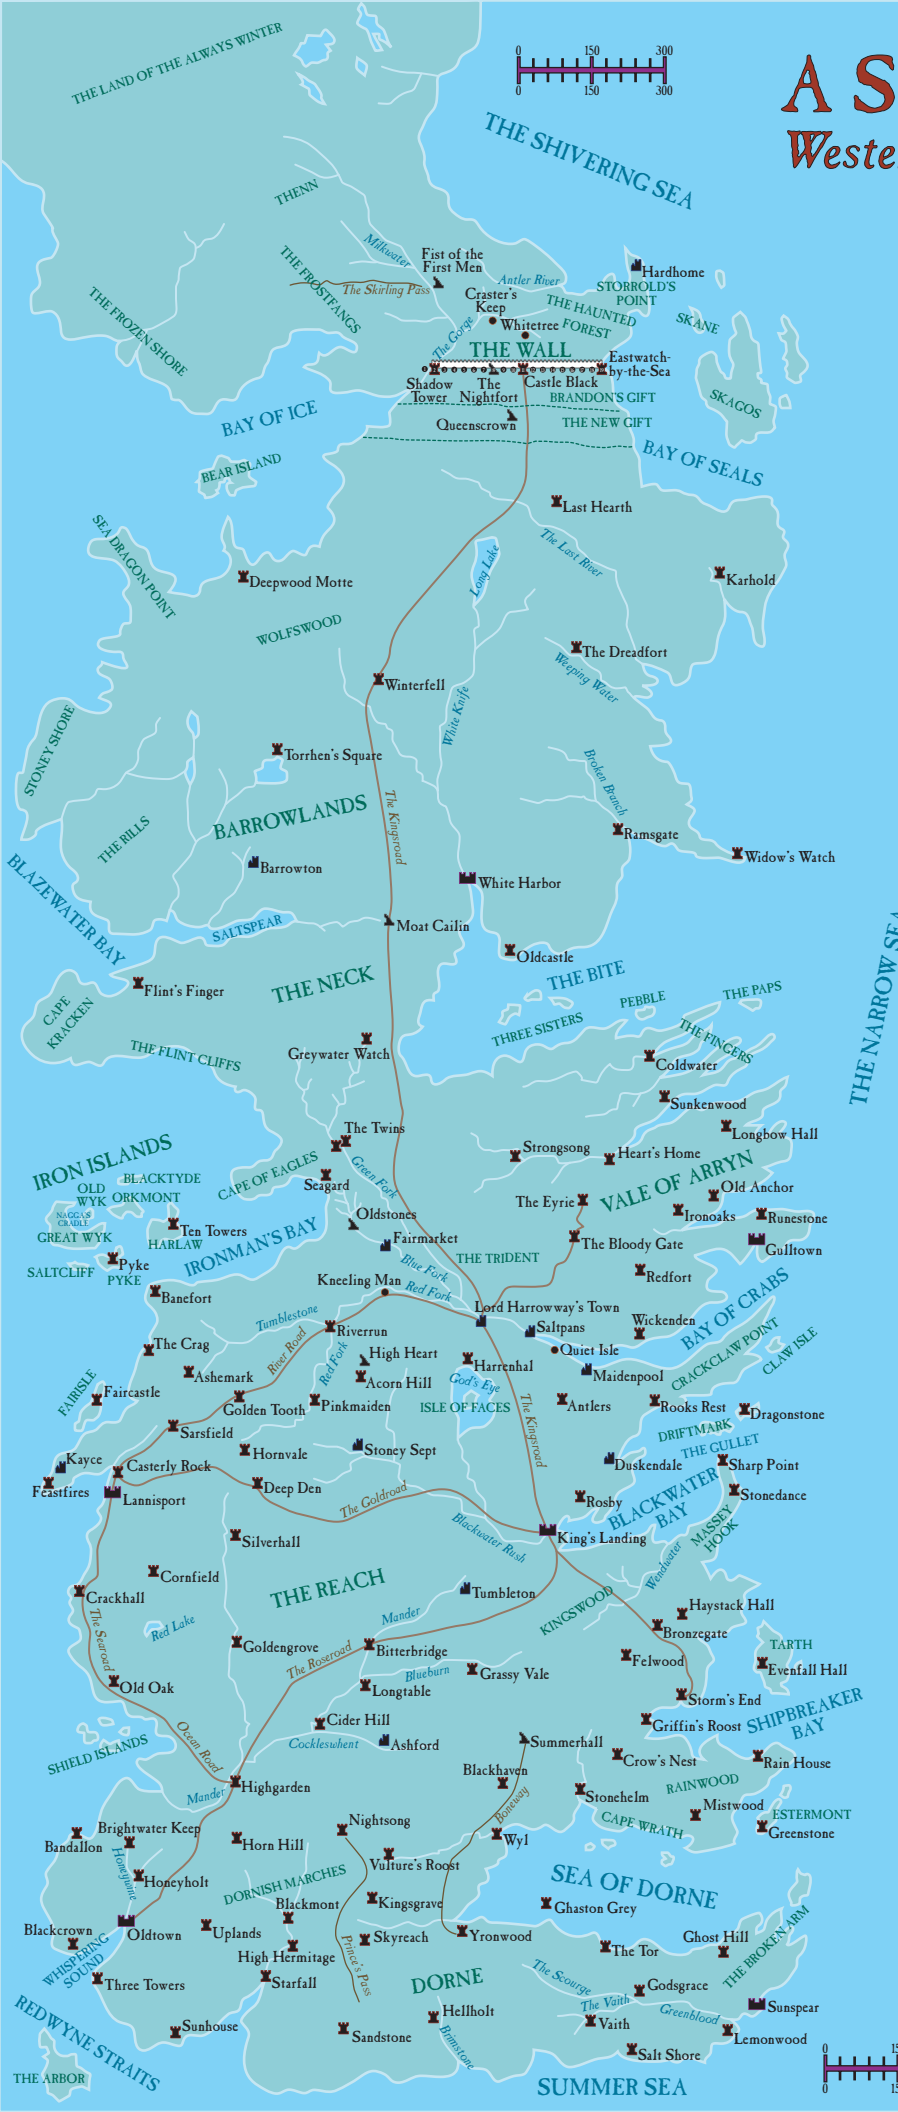 THE LAND OF THE ALWAYS WINTER
0 150 300
0 150 300
A S
Weste
THE SHIVERING SEA
THENN
Milkwater
Fist of the
First Men
THE FROSTFANGS
The Skirling Pass
Antler River
Hardhome
STORROLD'S
POINT
Craster's
Keep
THE HAUNTED
FOREST
SKANE
THE FROZEN SHORE
The Gorge
Whitetree
THE WALL
Eastwatch-
by-the-Sea
Shadow
Tower
The
Nightfort
Castle Black
BRANDON'S GIFT
SKAGOS
BAY OF ICE
Queenscrown
THE NEW GIFT
BAY OF SEALS
BEAR ISLAND
Last Hearth
SEA DRAGON POINT
Long Lake
The Last River
Deepwood Motte
Karhold
WOLFSWOOD
The Dreadfort
Weeping Water
Winterfell
White Knife
STONEY SHORE
Torrhen's Square
Broken Branch
BARROWLANDS
The Kingsroad
THE RILLS
Ramsgate
Widow's Watch
BLAZEWATER BAY
Barrowton
White Harbor
SALTSPEAR
Moat Cailin
THE NARROW SEA
Oldcastle
THE BITE
Flint's Finger
THE NECK
PEBBLE
THE PAPS
CAPE
KRACKEN
THREE SISTERS
THE FINGERS
THE FLINT CLIFFS
Greywater Watch
Coldwater
Sunkenwood
The Twins
Longbow Hall
IRON ISLANDS
CAPE OF EAGLES
Green Fork
Strongsong
Heart's Home
VALE OF ARRYN
BLACKTYDE
OLD
WYK
ORKMONT
Seagard
The Eyrie
Old Anchor
NAGGA'S
CRADLE
GREAT WYK
Ten Towers
HARLAW
Oldstones
Ironoaks
Runestone
IRONMAN'S BAY
Fairmarket
The Bloody Gate
Gulltown
SALTCLIFF
PYKE
Pyke
Blue Fork
THE TRIDENT
Redfort
Banefort
Kneeling Man
Red Fork
BAY OF CRABS
Tumblestone
Lord Harrowway's Town
Riverrun
Saltpans
Wickenden
The Crag
River Road
Red Fork
High Heart
Quiet Isle
CRACKCLAW POINT
CLAW ISLE
Ashemark
Harrenhal
Maidenpool
FAIRISLE
Faircastle
Golden Tooth
Acorn Hill
God's Eye
Pinkmaiden
ISLE OF FACES
The Kingsroad
Antlers
Rooks Rest
Dragonstone
Sarsfield
DRIFTMARK
Kayce
Hornvale
Stoney Sept
THE GULLET
Casterly Rock
Duskendale
Sharp Point
Feastfires
Lannisport
Deep Den
The Goldroad
Rosby
BLACKWATER
BAY
Stonedance
MASSEY
HOOK
Blackwater Rush
King's Landing
Silverhall
Wendwater
Cornfield
THE REACH
Tumbleton
Crackhall
KINGSWOOD
Haystack Hall
The Searoad
Red Lake
Mander
Bronzegate
Goldengrove
The Roseroad
Bitterbridge
Felwood
TARTH
Blueburn
Grassy Vale
Evenfall Hall
Old Oak
Longtable
Storm's End
SHIPBREAKER
BAY
Cider Hill
Griffin's Roost
Ocean Road
Cockleswhent
Ashford
Summerhall
Crow's Nest
Rain House
SHIELD ISLANDS
Blackhaven
RAINWOOD
Highgarden
Mander
Stonehelm
Mistwood
Boneway
ESTERMONT
Brightwater Keep
Nightsong
CAPE WRATH
Greenstone
Bandallon
Horn Hill
Wyl
Honeywine
Honeyholt
Vulture's Roost
DORNISH MARCHES
SEA OF DORNE
Blackmont
Kingsgrave
Ghaston Grey
Blackcrown
Oldtown
Uplands
Skyreach
Yronwood
WHISPERING
SOUND
High Hermitage
The Tor
Ghost Hill
Prince's Pass
THE BROKEN ARM
Three Towers
Starfall
DORNE
The Scourge
Godsgrace
REDWYNE STRAITS
Hellholt
The Vaith
Greenblood
Sunspear
Sunhouse
Sandstone
Brimstone
Vaith
Lemonwood
Salt Shore
0 15
0 15
THE ARBOR
SUMMER SEA